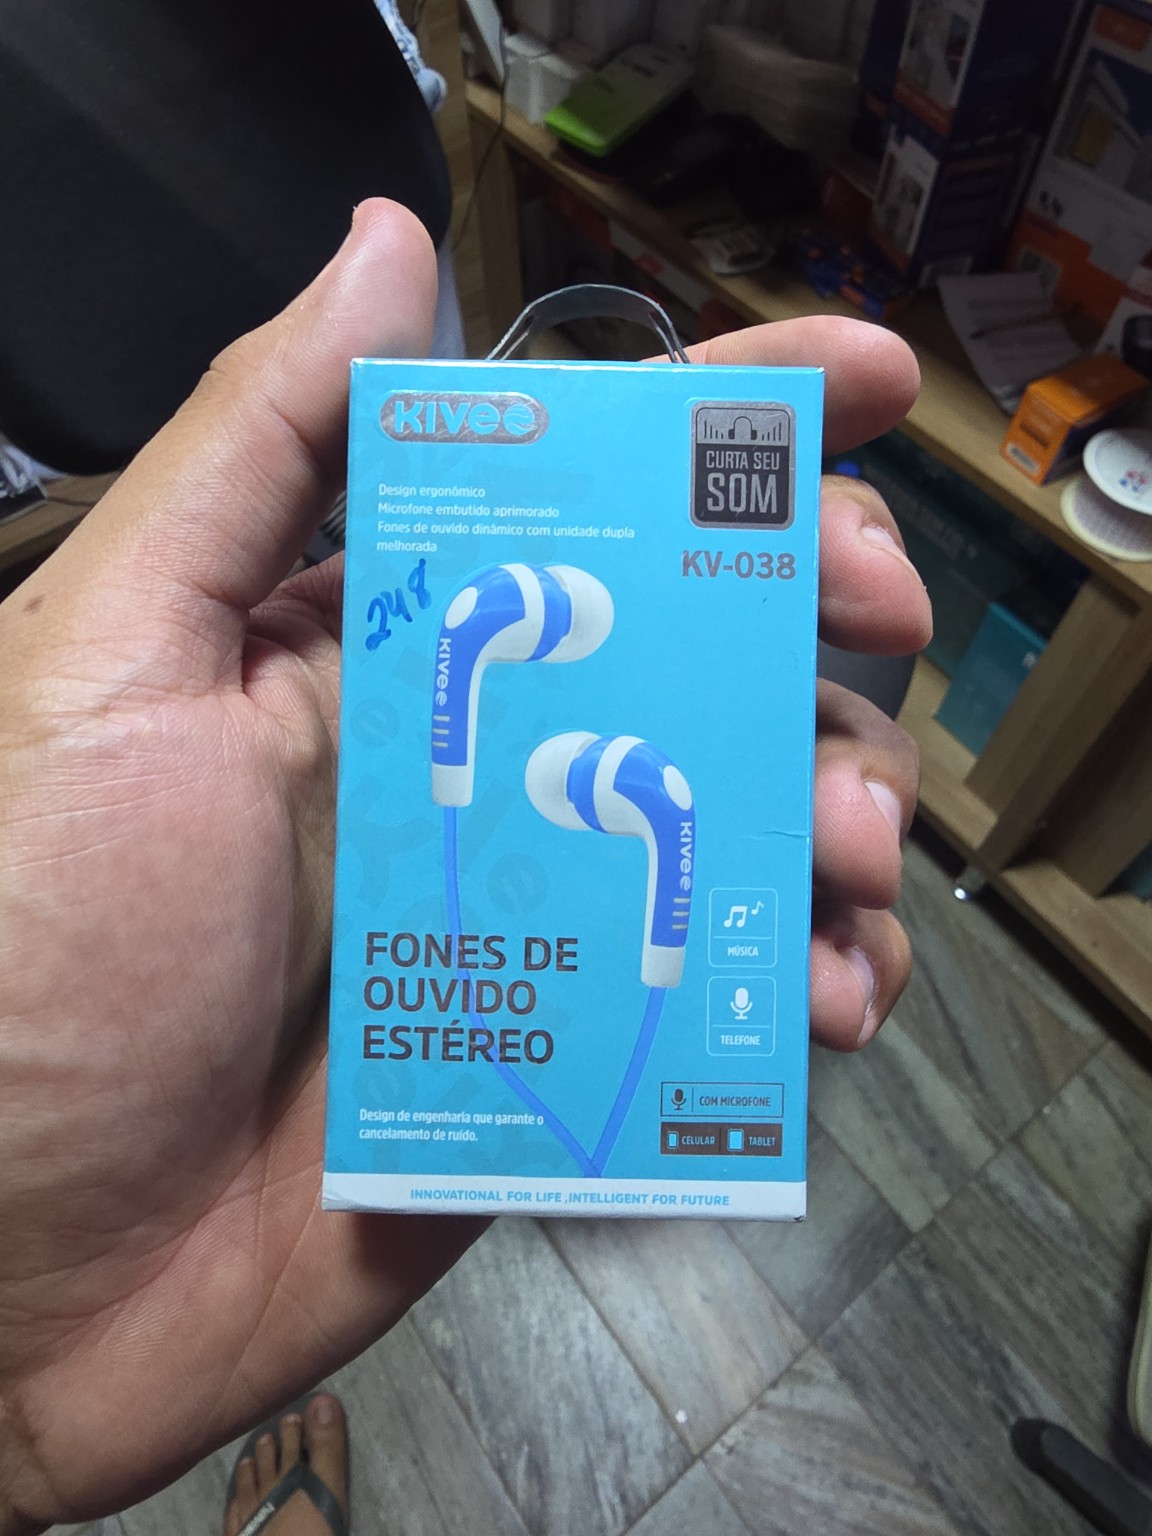 KIVEE
CURTA SEU
SOM
Design ergonômico
Microfone embutido aprimorado
Fones de ouvido dinâmico com unidade dupla
melhorada
KV-038
248
KIVEE
KIVEE
MÚSICA
FONES DE
OUVIDO
ESTÉREO
TELEFONE
COM MICROFONE
Design de engenharia que garante o
cancelamento de ruído.
CELULAR
TABLET
INNOVATIONAL FOR LIFE ,INTELLIGENT FOR FUTURE